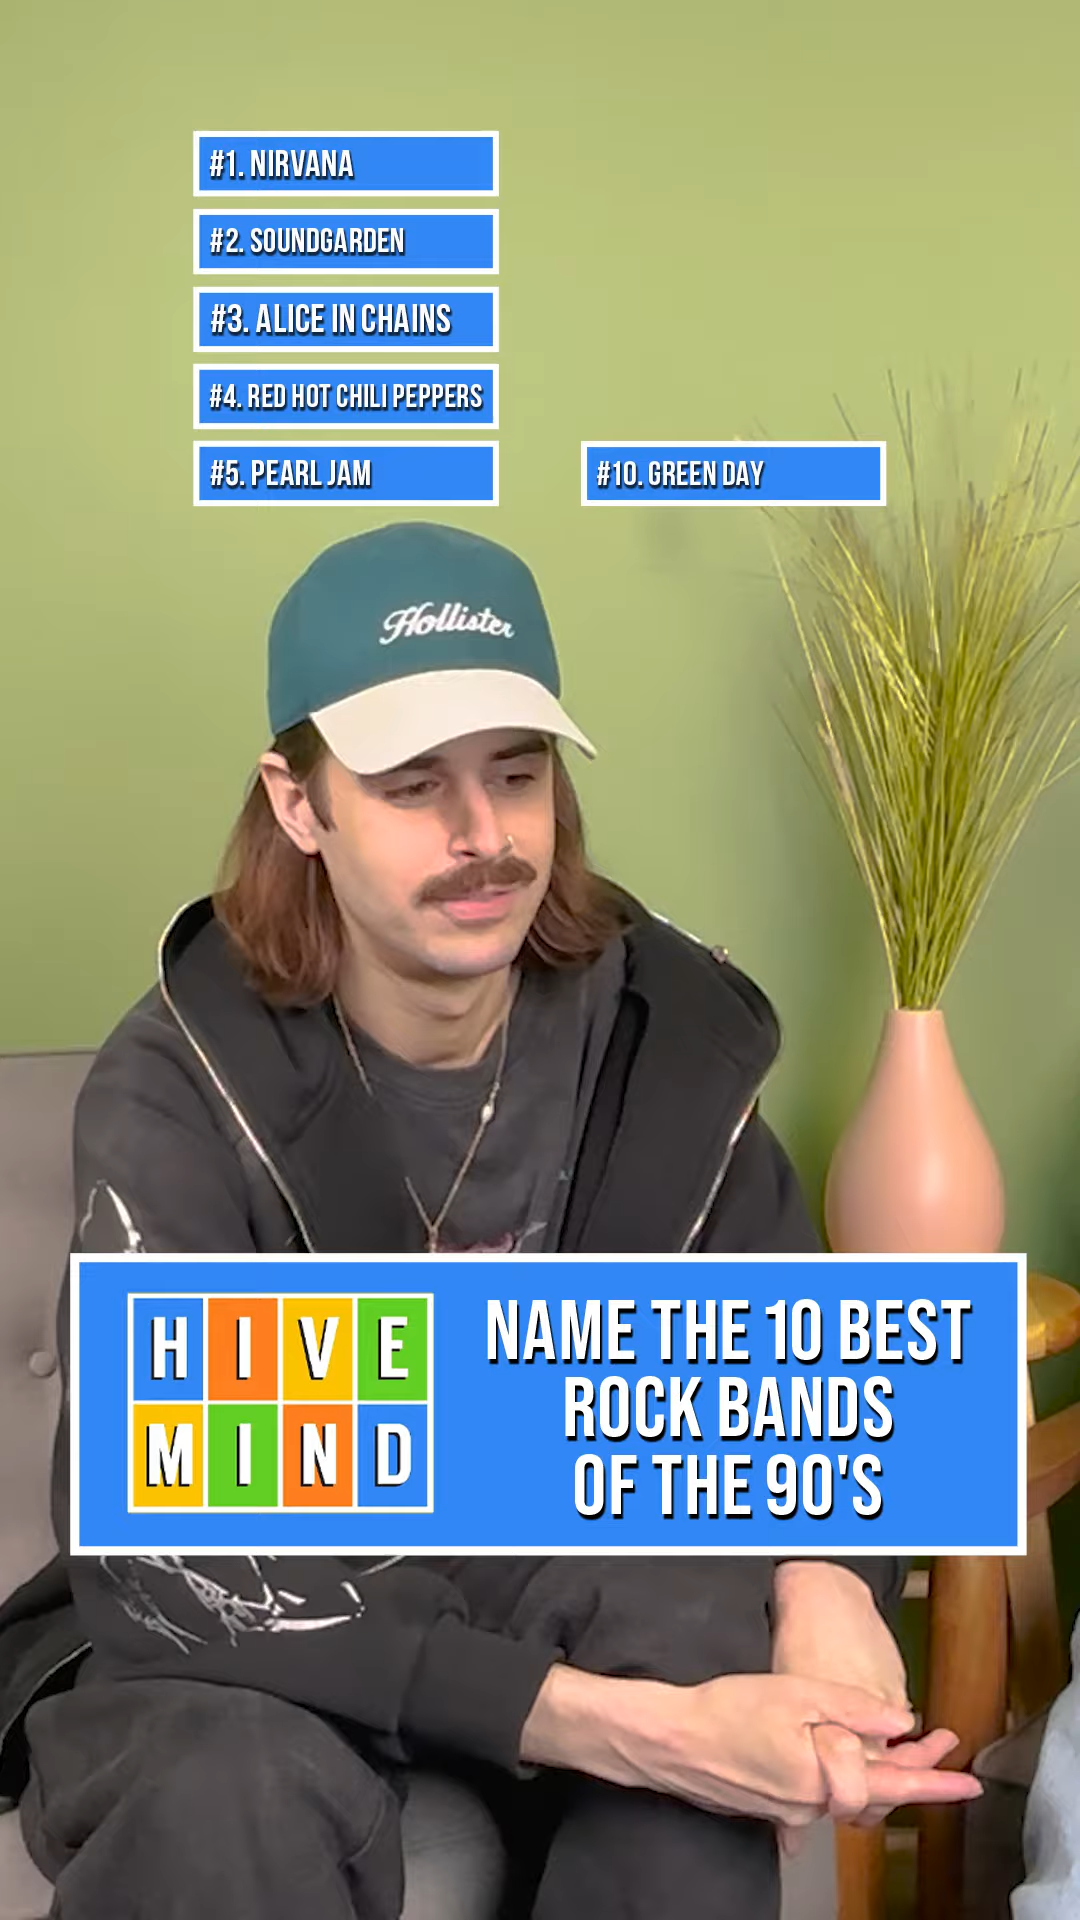 #1. NIRVANA
#2. SOUNDGARDEN
#3. ALICE IN CHAINS
#4. RED HOT CHILI PEPPERS
#5. PEARL JAM
#10. GREEN DAY
Hollister
HIVE
MIND
NAME THE 10 BEST
ROCK BANDS
OF THE 90'S